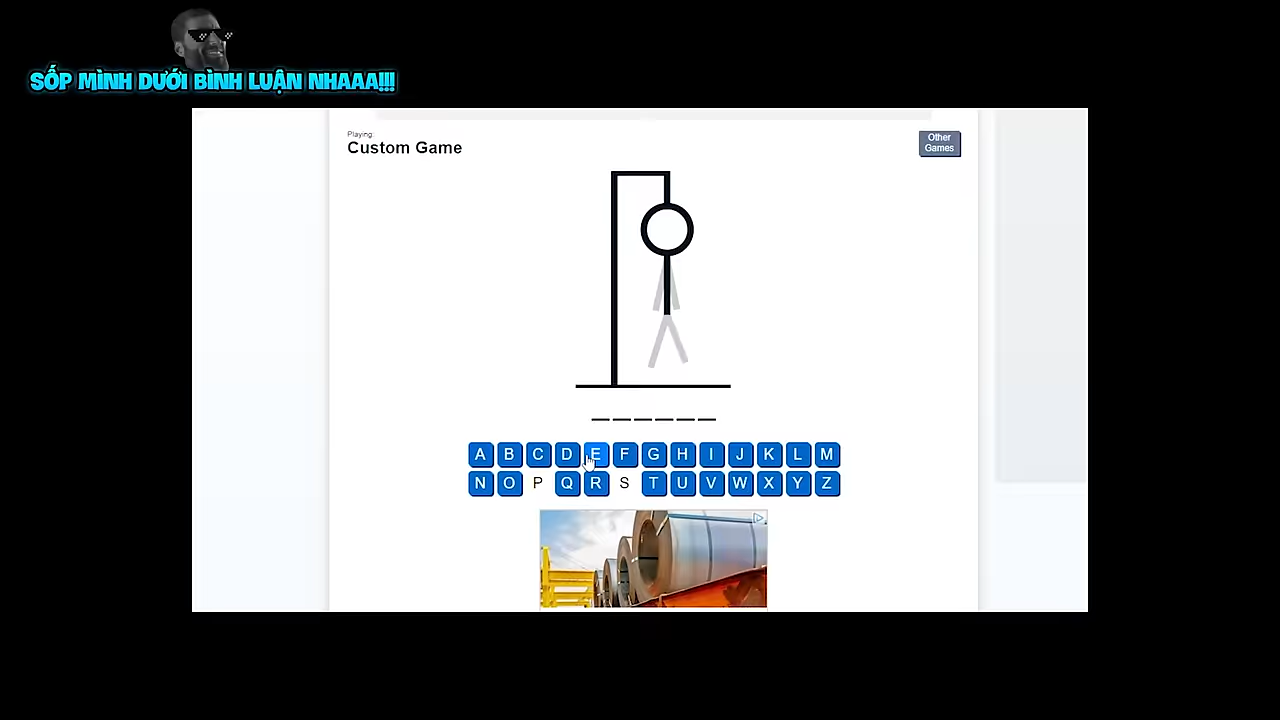 SỐP MÌNH DƯỚI BÌNH LUẬN NHAAA!!!
Playing:
Custom Game
Other
Games
A B C D E F G H I J K L M
N O P Q R S T U V W X Y Z